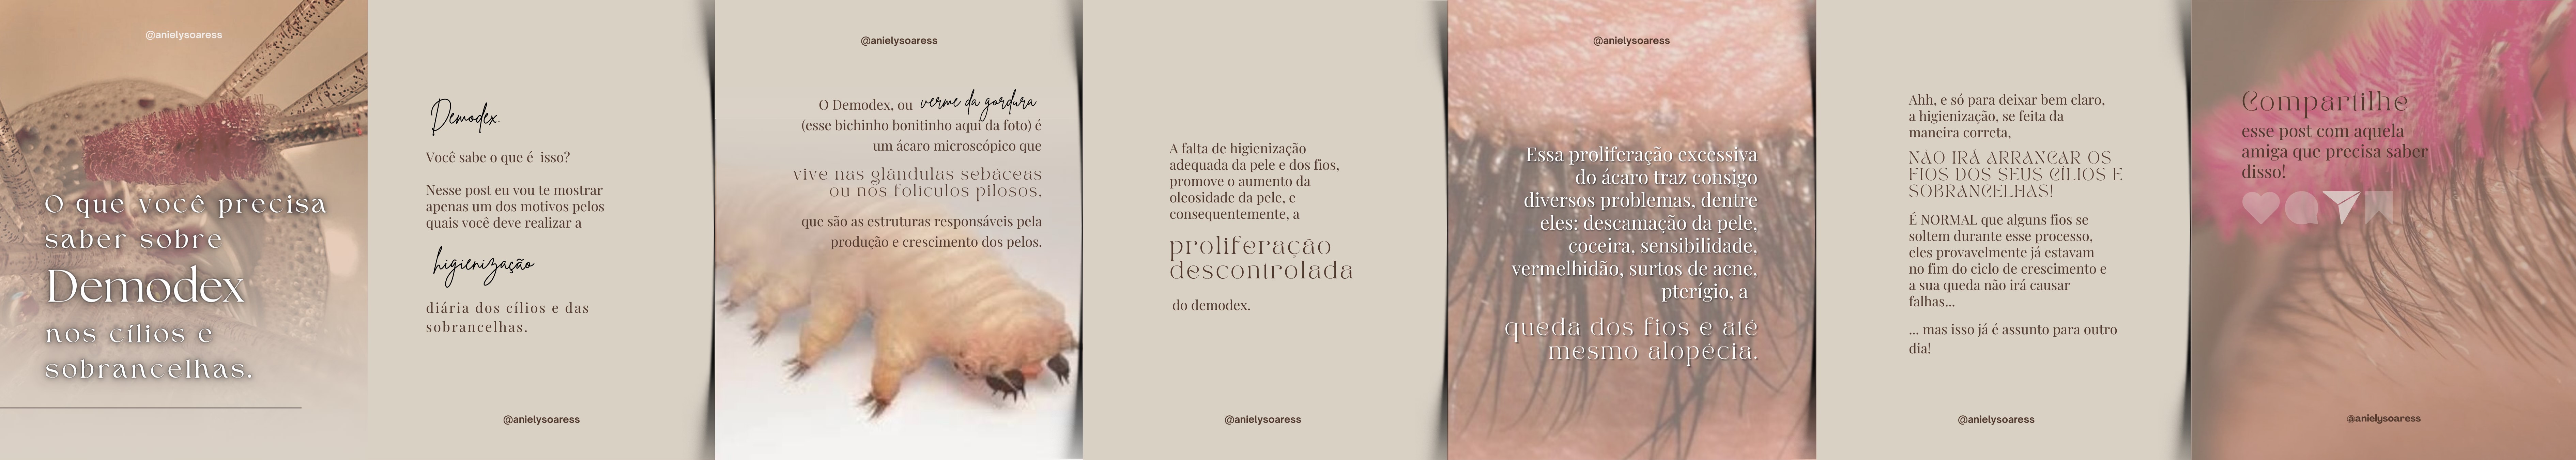 @anielysoaress
O que você precisa
saber sobre
Demodex
nos cílios e
sobrancelhas.
Demodex.
Você sabe o que é isso?
Nesse post eu vou te mostrar
apenas um dos motivos pelos
quais você deve realizar a
higienização
diária dos cílios e das
sobrancelhas.
@anielysoaress
@anielysoaress
O Demodex, ou verme da gordura
(esse bichinho bonitinho aqui da foto) é
um ácaro microscópico que
vive nas glândulas sebáceas
ou nos folículos pilosos,
que são as estruturas responsáveis pela
produção e crescimento dos pelos.
A falta de higienização
adequada da pele e dos fios,
promove o aumento da
oleosidade da pele, e
consequentemente, a
proliferação
descontrolada
do demodex.
@anielysoaress
@anielysoaress
Essa proliferação excessiva
do ácaro traz consigo
diversos problemas, dentre
eles: descamação da pele,
coceira, sensibilidade,
vermelhidão, surtos de acne,
pterígio, a
queda dos fios e até
mesmo alopécia.
Ahh, e só para deixar bem claro,
a higienização, se feita da
maneira correta,
NÃO IRÁ ARRANCAR OS
FIOS DOS SEUS CÍLIOS E
SOBRANCELHAS!
É NORMAL que alguns fios se
soltem durante esse processo,
eles provavelmente já estavam
no fim do ciclo de crescimento e
a sua queda não irá causar
falhas...
... mas isso já é assunto para outro
dia!
@anielysoaress
Compartilhe
esse post com aquela
amiga que precisa saber
disso!
@anielysoaress